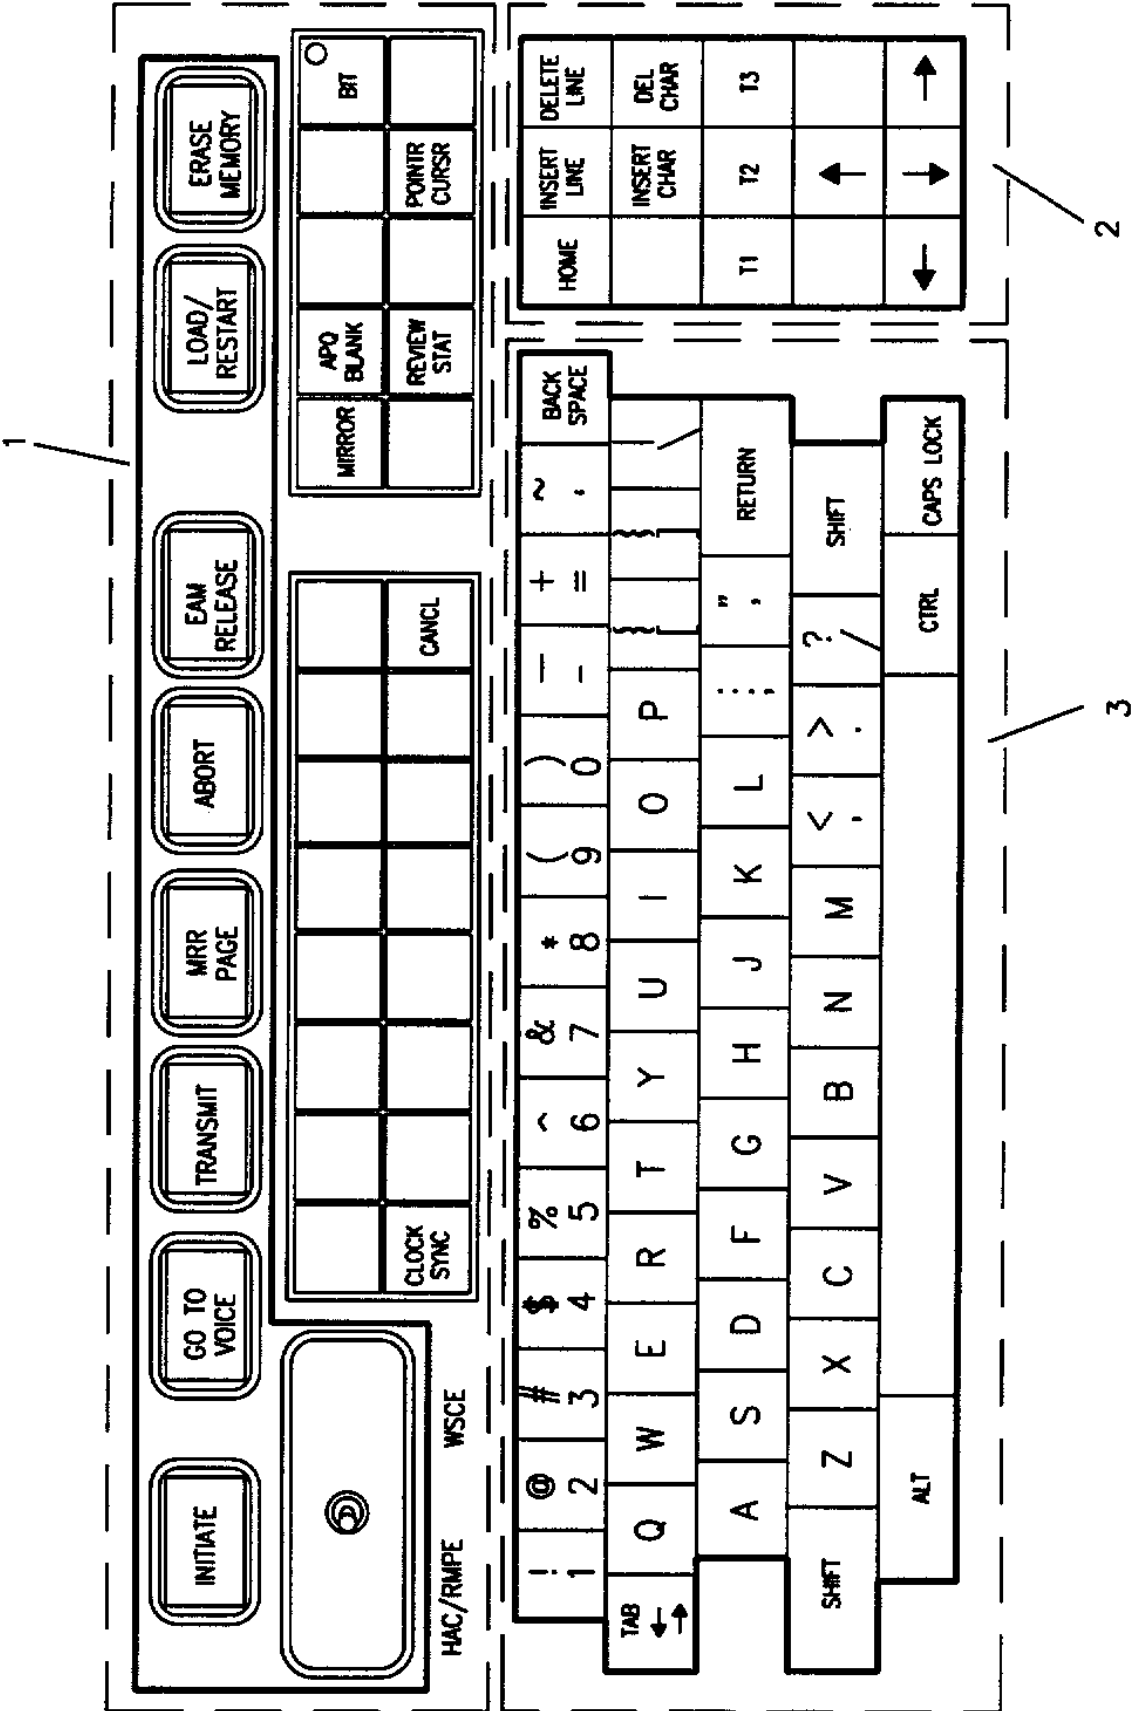 1
INITIATE
GO TO
VOICE
TRANSMIT
MRR
PAGE
ABORT
EAM
RELEASE
LOAD/
RESTART
ERASE
MEMORY
HAC/RMPE
WSCE
CLOCK
SYNC
CANCL
MIRROR
APQ
BLANK
BIT
REVIEW
STAT
POINTR
CURSR
! @ # $ % ^ & * ( ) _ + ~
1 2 3 4 5 6 7 8 9 0 - =
BACK
SPACE
TAB
← →
Q W E R T Y U I O P { [ } ] | \
A S D F G H J K L : ; " ,
RETURN
SHIFT
Z X C V B N M < , > . ? /
SHIFT
ALT
CTRL
CAPS LOCK
HOME
INSERT
LINE
DELETE
LINE
INSERT
CHAR
DEL
CHAR
T1 T2 T3
↑
← ↓ →
3
2